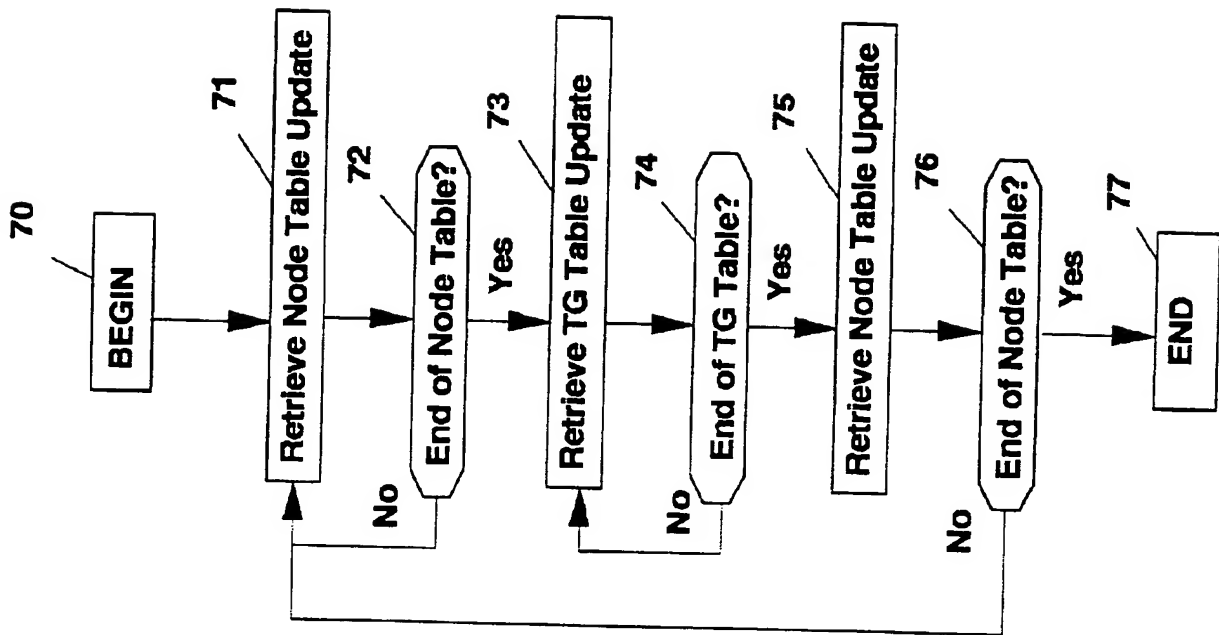 70
BEGIN
71
Retrieve Node Table Update
72
End of Node Table?
No
Yes
73
Retrieve TG Table Update
74
End of TG Table?
No
Yes
75
Retrieve Node Table Update
76
End of Node Table?
No
Yes
77
END